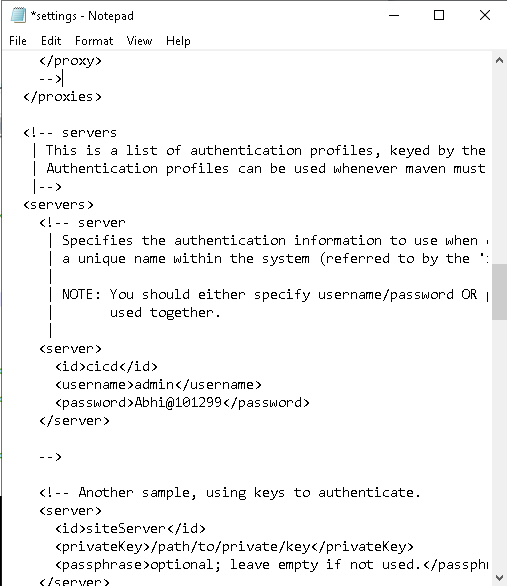 *settings - Notepad
File Edit Format View Help
</proxy>
-->
</proxies>
<!-- servers
| This is a list of authentication profiles, keyed by the
| Authentication profiles can be used whenever maven must
|-->
<servers>
<!-- server
| Specifies the authentication information to use when
| a unique name within the system (referred to by the
|
| NOTE: You should either specify username/password OR
| used together.
|
<server>
<id>cicd</id>
<username>admin</username>
<password>Abhi@101299</password>
</server>
-->
<!-- Another sample, using keys to authenticate.
<server>
<id>siteServer</id>
<privateKey>/path/to/private/key</privateKey>
<passphrase>optional; leave empty if not used.</passph
</server>